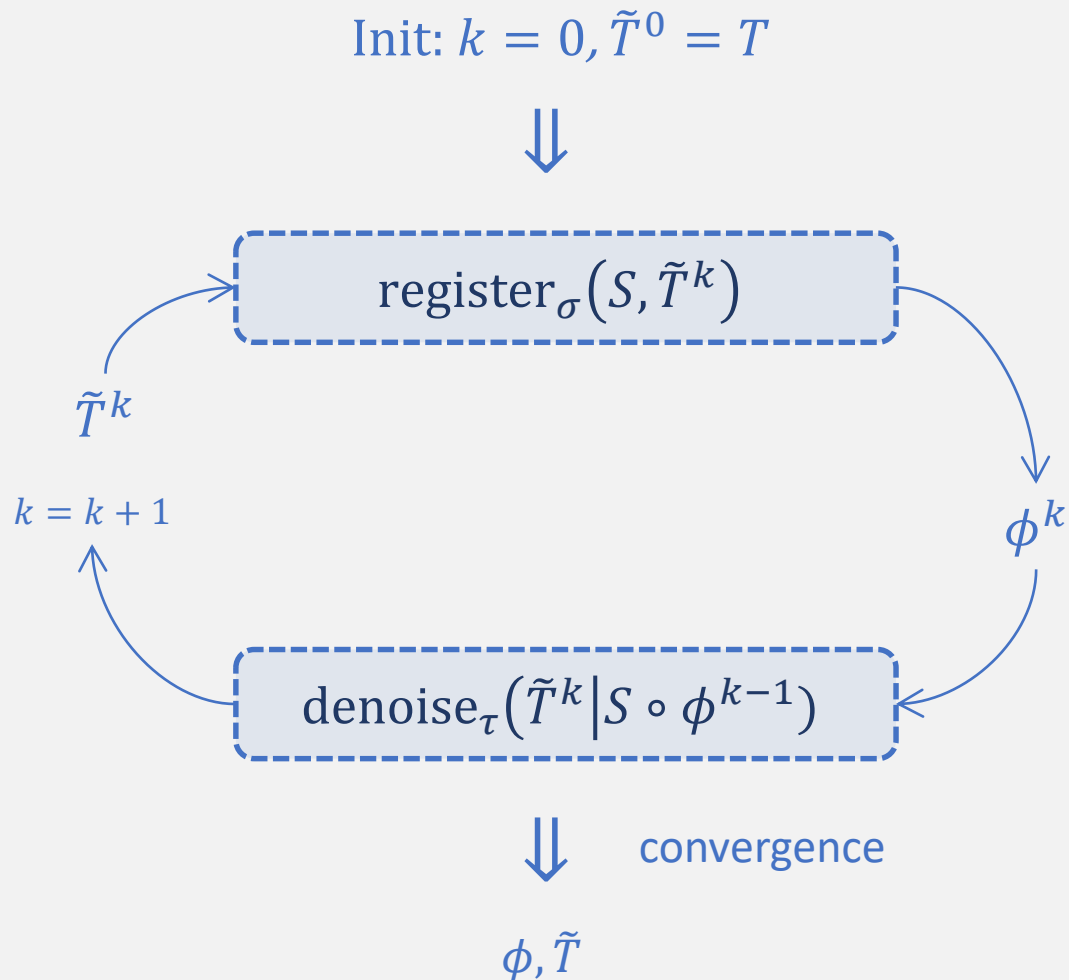 Init: 𝑘 = 0, T̃⁰ = 𝑇
⇓
register_σ(S, T̃ᵏ)
T̃ᵏ
k = k + 1
ϕᵏ
denoise_τ(T̃ᵏ|S ∘ ϕᵏ⁻¹)
⇓ convergence
ϕ, T̃